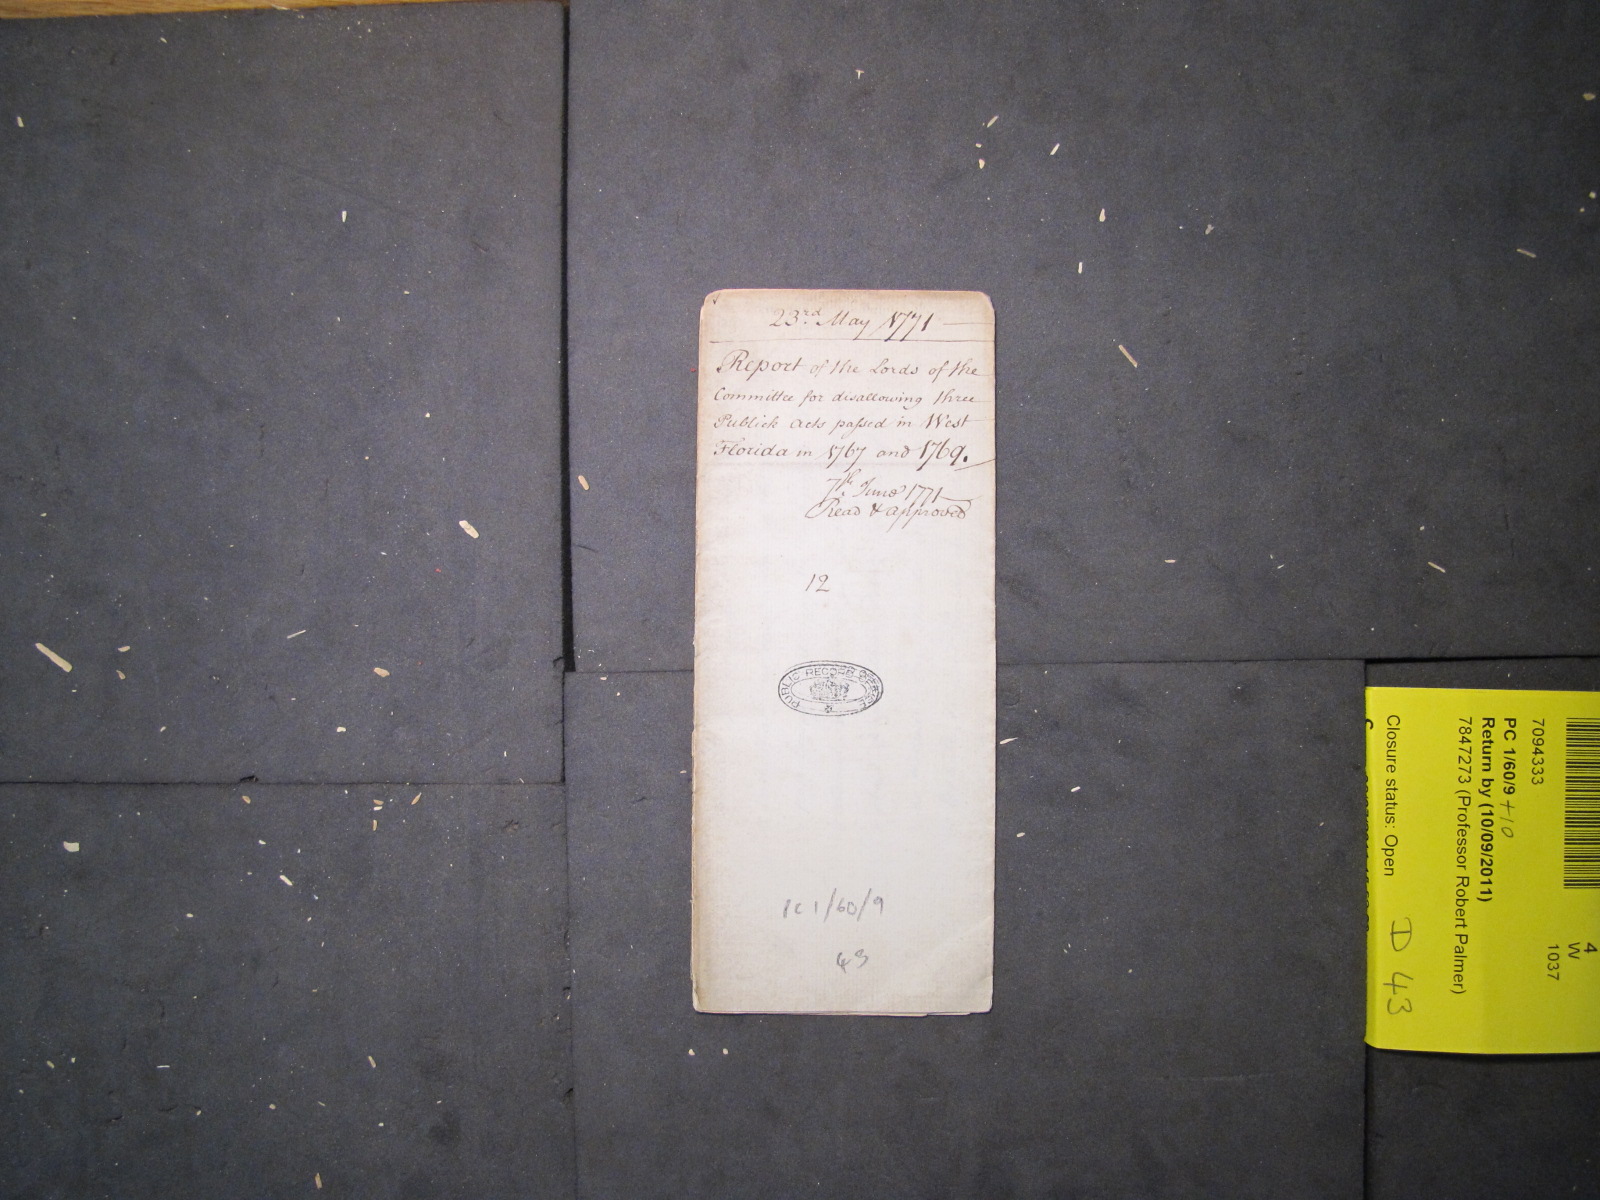 23.rd May 1771
Report of the Lords of the
Committee for disallowing three
Publick Acts passed in West
Florida in 1767 and 1769.
7th June 1771
Read & approved
12
PUBLIC RECORD OFFICE
PC 1/60/9
43
7094333
PC 1/60/9 + 10
Return by (10/09/2011)
7847273 (Professor Robert Palmer)
Closure status: Open
D 43
4
W
1037